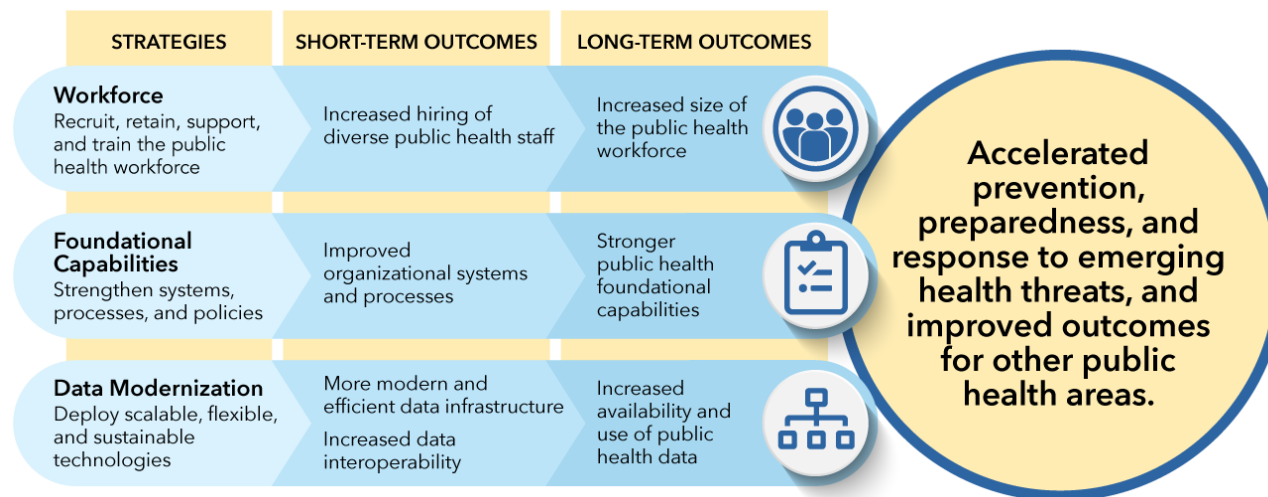 STRATEGIES
SHORT-TERM OUTCOMES
LONG-TERM OUTCOMES
Workforce
Recruit, retain, support,
and train the public
health workforce
Increased hiring of
diverse public health staff
Increased size of
the public health
workforce
Foundational
Capabilities
Strengthen systems,
processes, and policies
Improved
organizational systems
and processes
Stronger
public health
foundational
capabilities
Data Modernization
Deploy scalable, flexible,
and sustainable
technologies
More modern and
efficient data infrastructure
Increased data
interoperability
Increased
availability and
use of public
health data
Accelerated
prevention,
preparedness, and
response to emerging
health threats, and
improved outcomes
for other public
health areas.